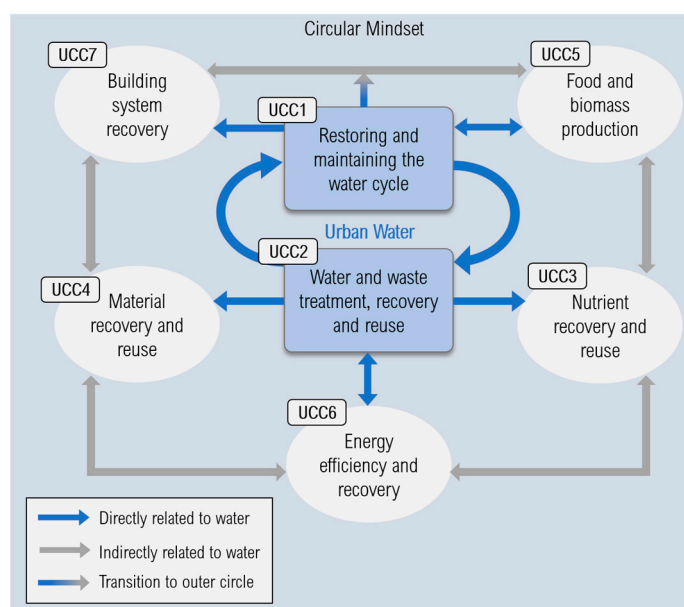 Circular Mindset
UCC7
Building
system
recovery
UCC5
Food and
biomass
production
UCC1
Restoring and
maintaining the
water cycle
Urban Water
UCC2
Water and waste
treatment, recovery
and reuse
UCC4
Material
recovery and
reuse
UCC3
Nutrient
recovery and
reuse
UCC6
Energy
efficiency and
recovery
Directly related to water
Indirectly related to water
Transition to outer circle